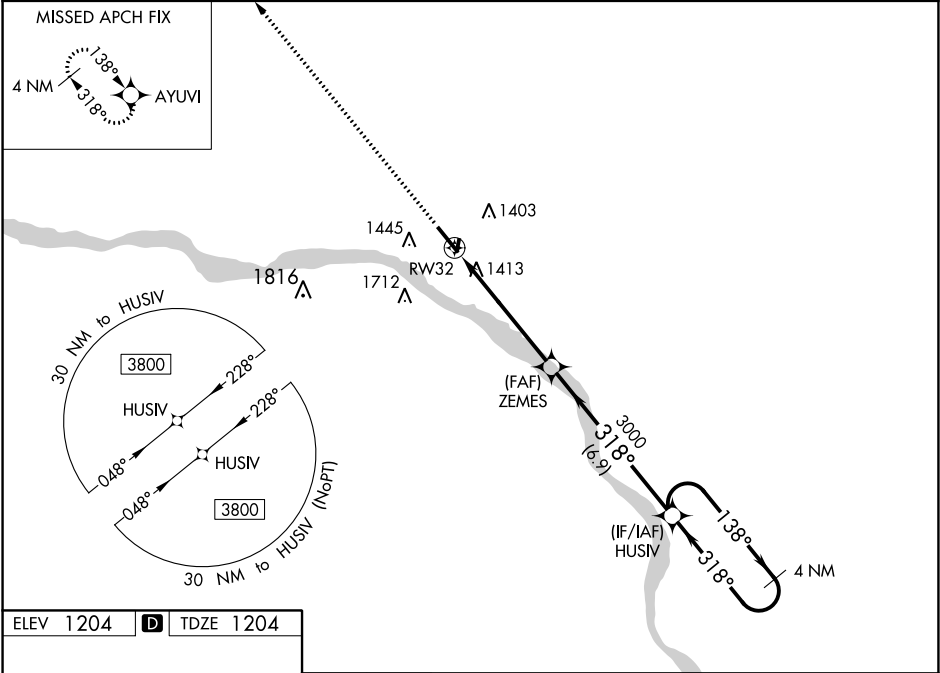 MISSED APCH FIX
138°
4 NM
318°
AYUVI
1403
1445
RW32
1413
1816
1712
30 NM to HUSIV
3800
228°
HUSIV
048°
228°
HUSIV
048°
3800
30 NM to HUSIV (NoPT)
(FAF)
ZEMES
3000
318°
(6.9)
(IF/IAF)
HUSIV
138°
318°
4 NM
ELEV 1204 D TDZE 1204